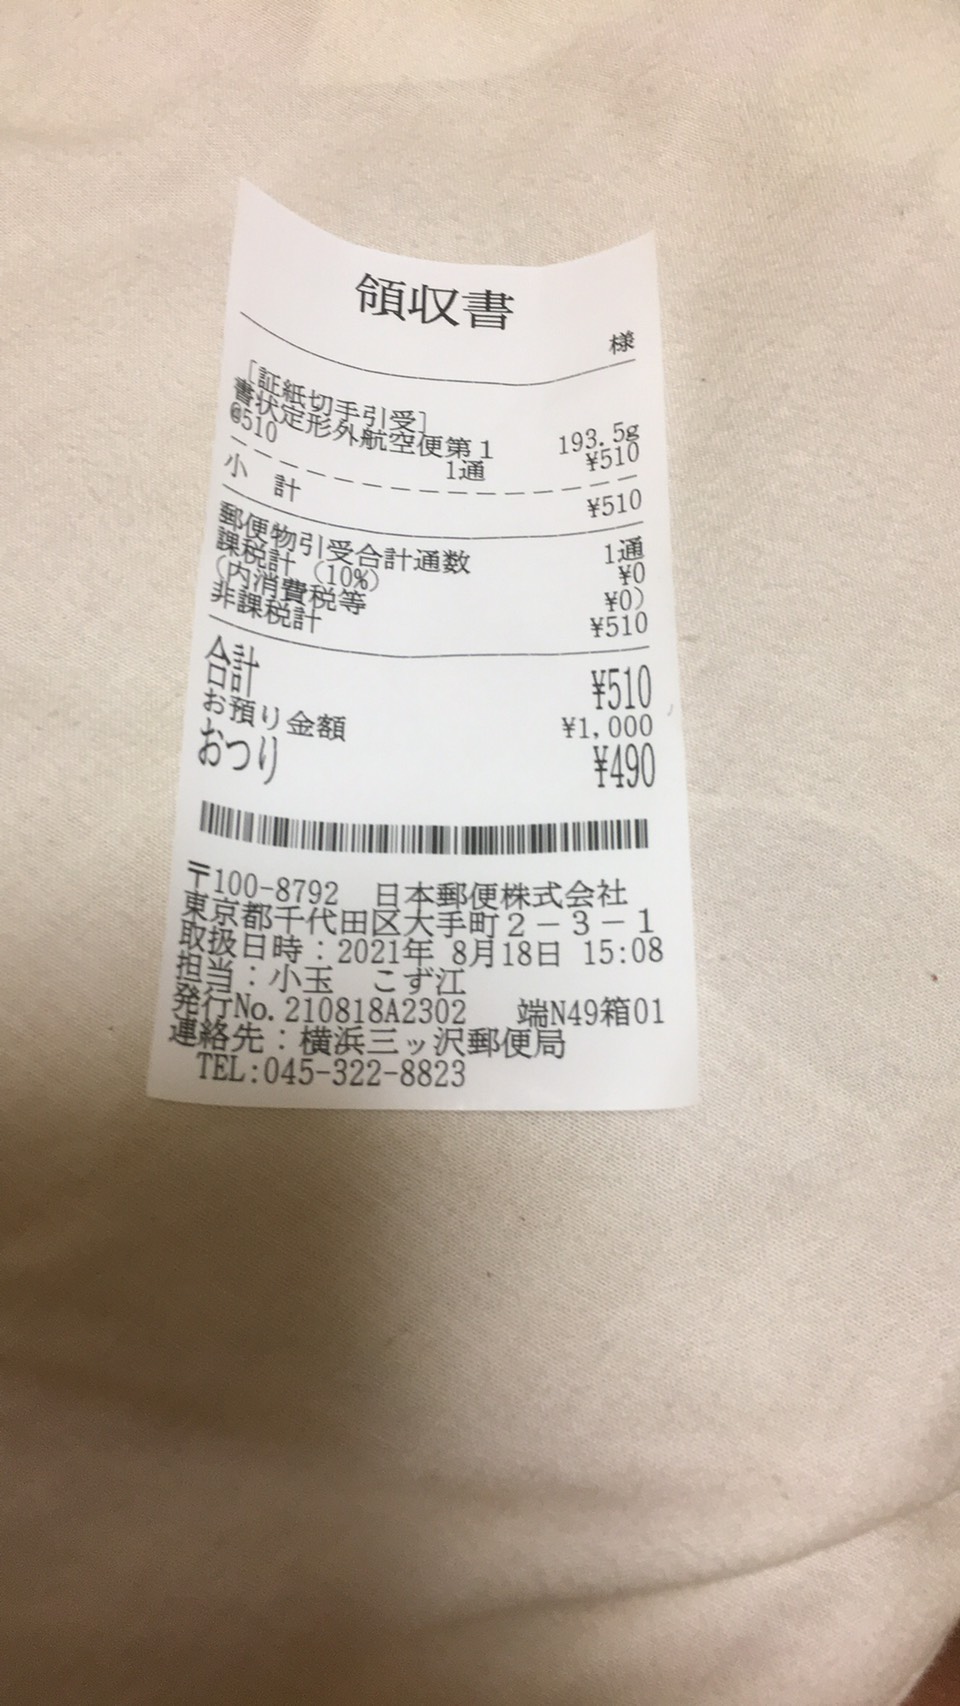 領収書
様
[証紙切手引受]
書状定形外航空便第1 193.5g
@510 1通 ¥510
小計 ¥510
郵便物引受合計通数 1通
課税計(10%) ¥0
(内消費税等 ¥0)
非課税計 ¥510
合計 ¥510
お預り金額 ¥1,000
おつり ¥490
〒100-8792 日本郵便株式会社
東京都千代田区大手町2-3-1
取扱日時:2021年 8月18日 15:08
担当:小玉 こず江
発行No.210818A2302 端N49箱01
連絡先:横浜三ッ沢郵便局
TEL:045-322-8823